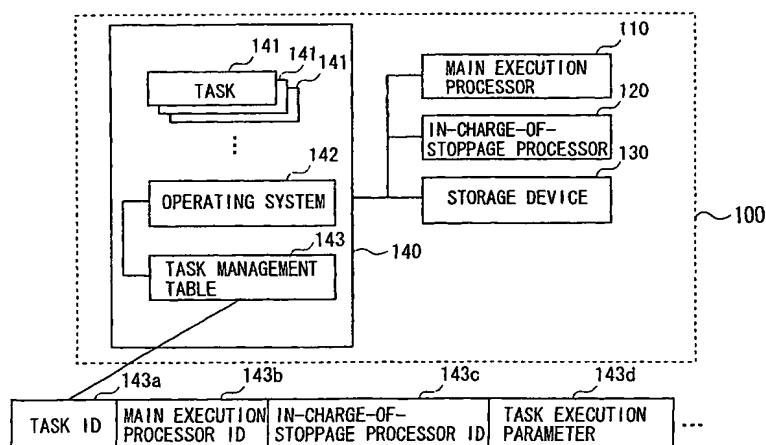 141
141
141
TASK
142
OPERATING SYSTEM
143
TASK MANAGEMENT
TABLE
140
110
MAIN EXECUTION
PROCESSOR
120
IN-CHARGE-OF-
STOPPAGE PROCESSOR
130
STORAGE DEVICE
100
143a
143b
143c
143d
TASK ID
MAIN EXECUTION
PROCESSOR ID
IN-CHARGE-OF-
STOPPAGE PROCESSOR ID
TASK EXECUTION
PARAMETER